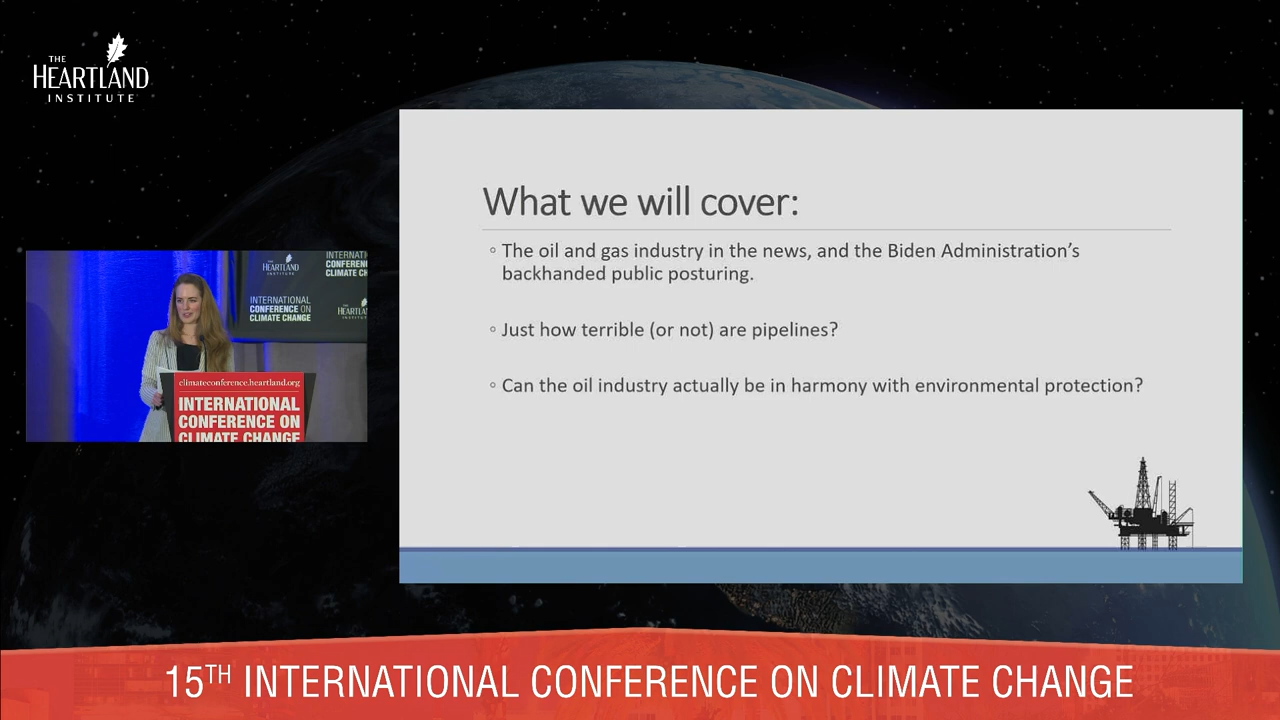 THE
HEARTLAND
INSTITUTE
What we will cover:
◦ The oil and gas industry in the news, and the Biden Administration's
backhanded public posturing.
◦ Just how terrible (or not) are pipelines?
◦ Can the oil industry actually be in harmony with environmental protection?
HEARTLAND
INSTITUTE
INTERNATIONAL
CONFERENCE ON
CLIMATE CHANGE
climateconference.heartland.org
INTERNATIONAL
CONFERENCE ON
CLIMATE CHANGE
15TH INTERNATIONAL CONFERENCE ON CLIMATE CHANGE